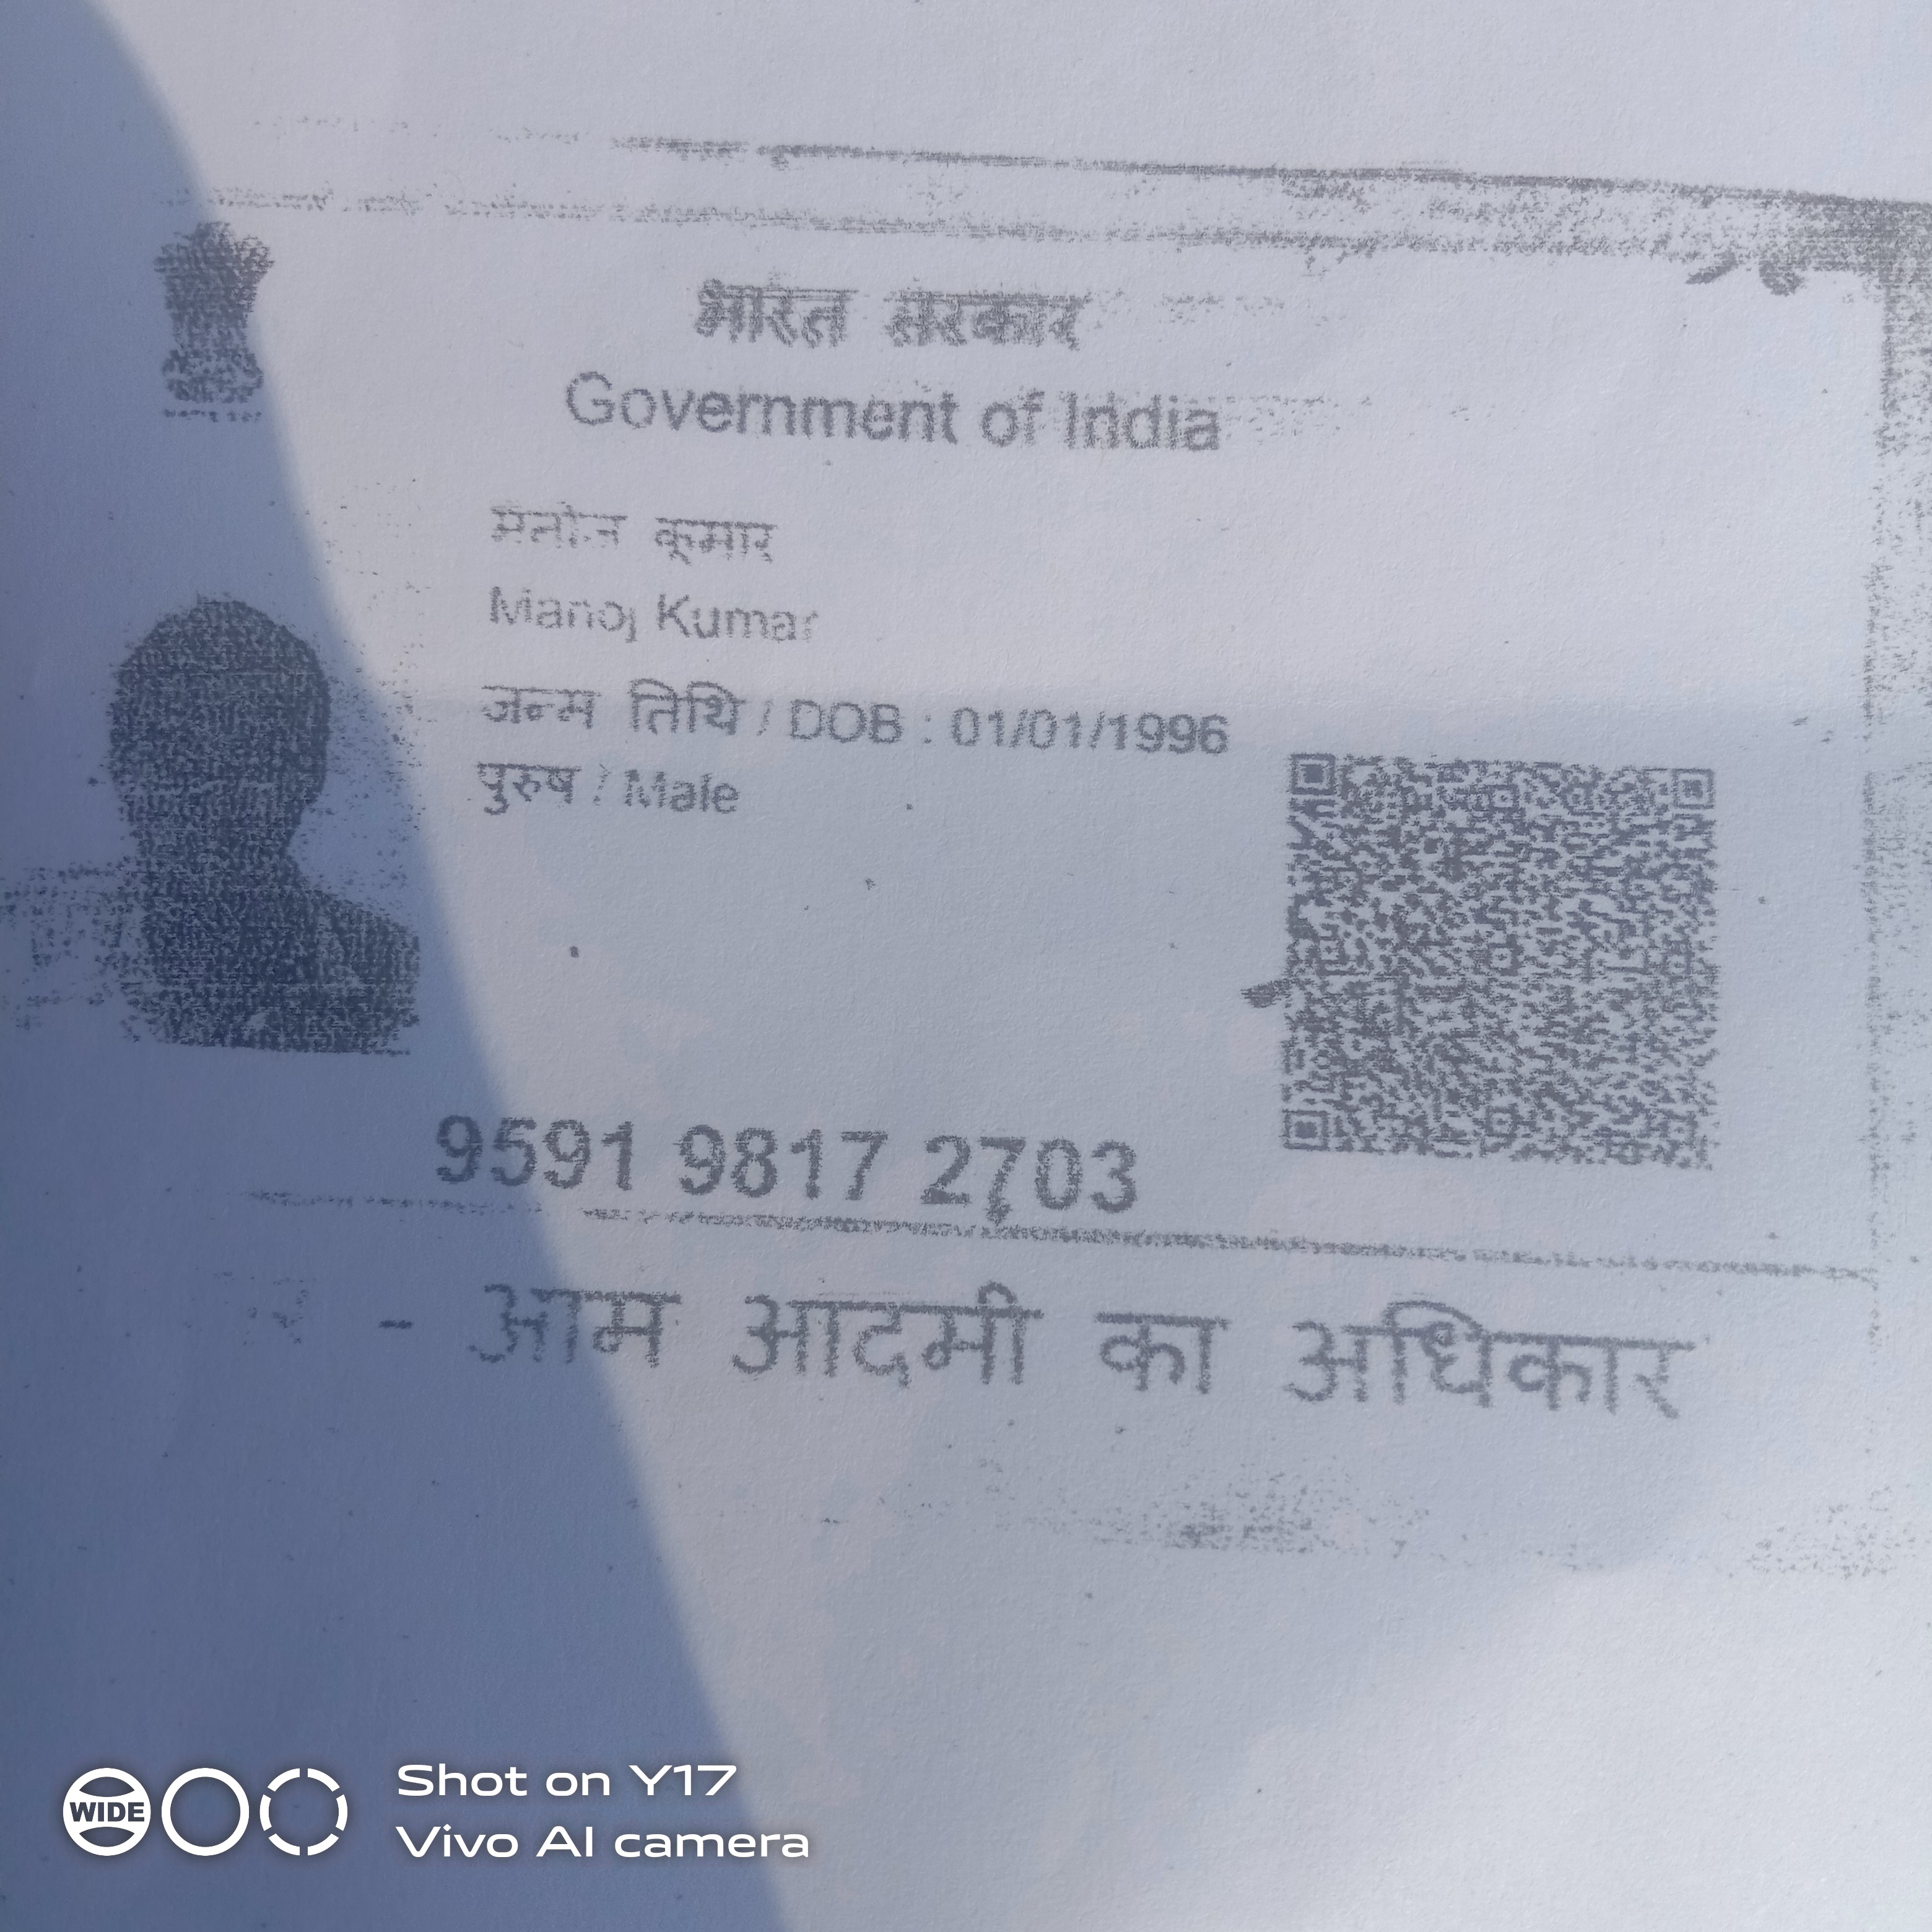 भारत सरकार
Government of India
मनोज कुमार
Manoj Kumar
जन्म तिथि / DOB : 01/01/1996
पुरुष / Male
9591 9817 2703
- आम आदमी का अधिकार
WIDE
Shot on Y17
Vivo AI camera